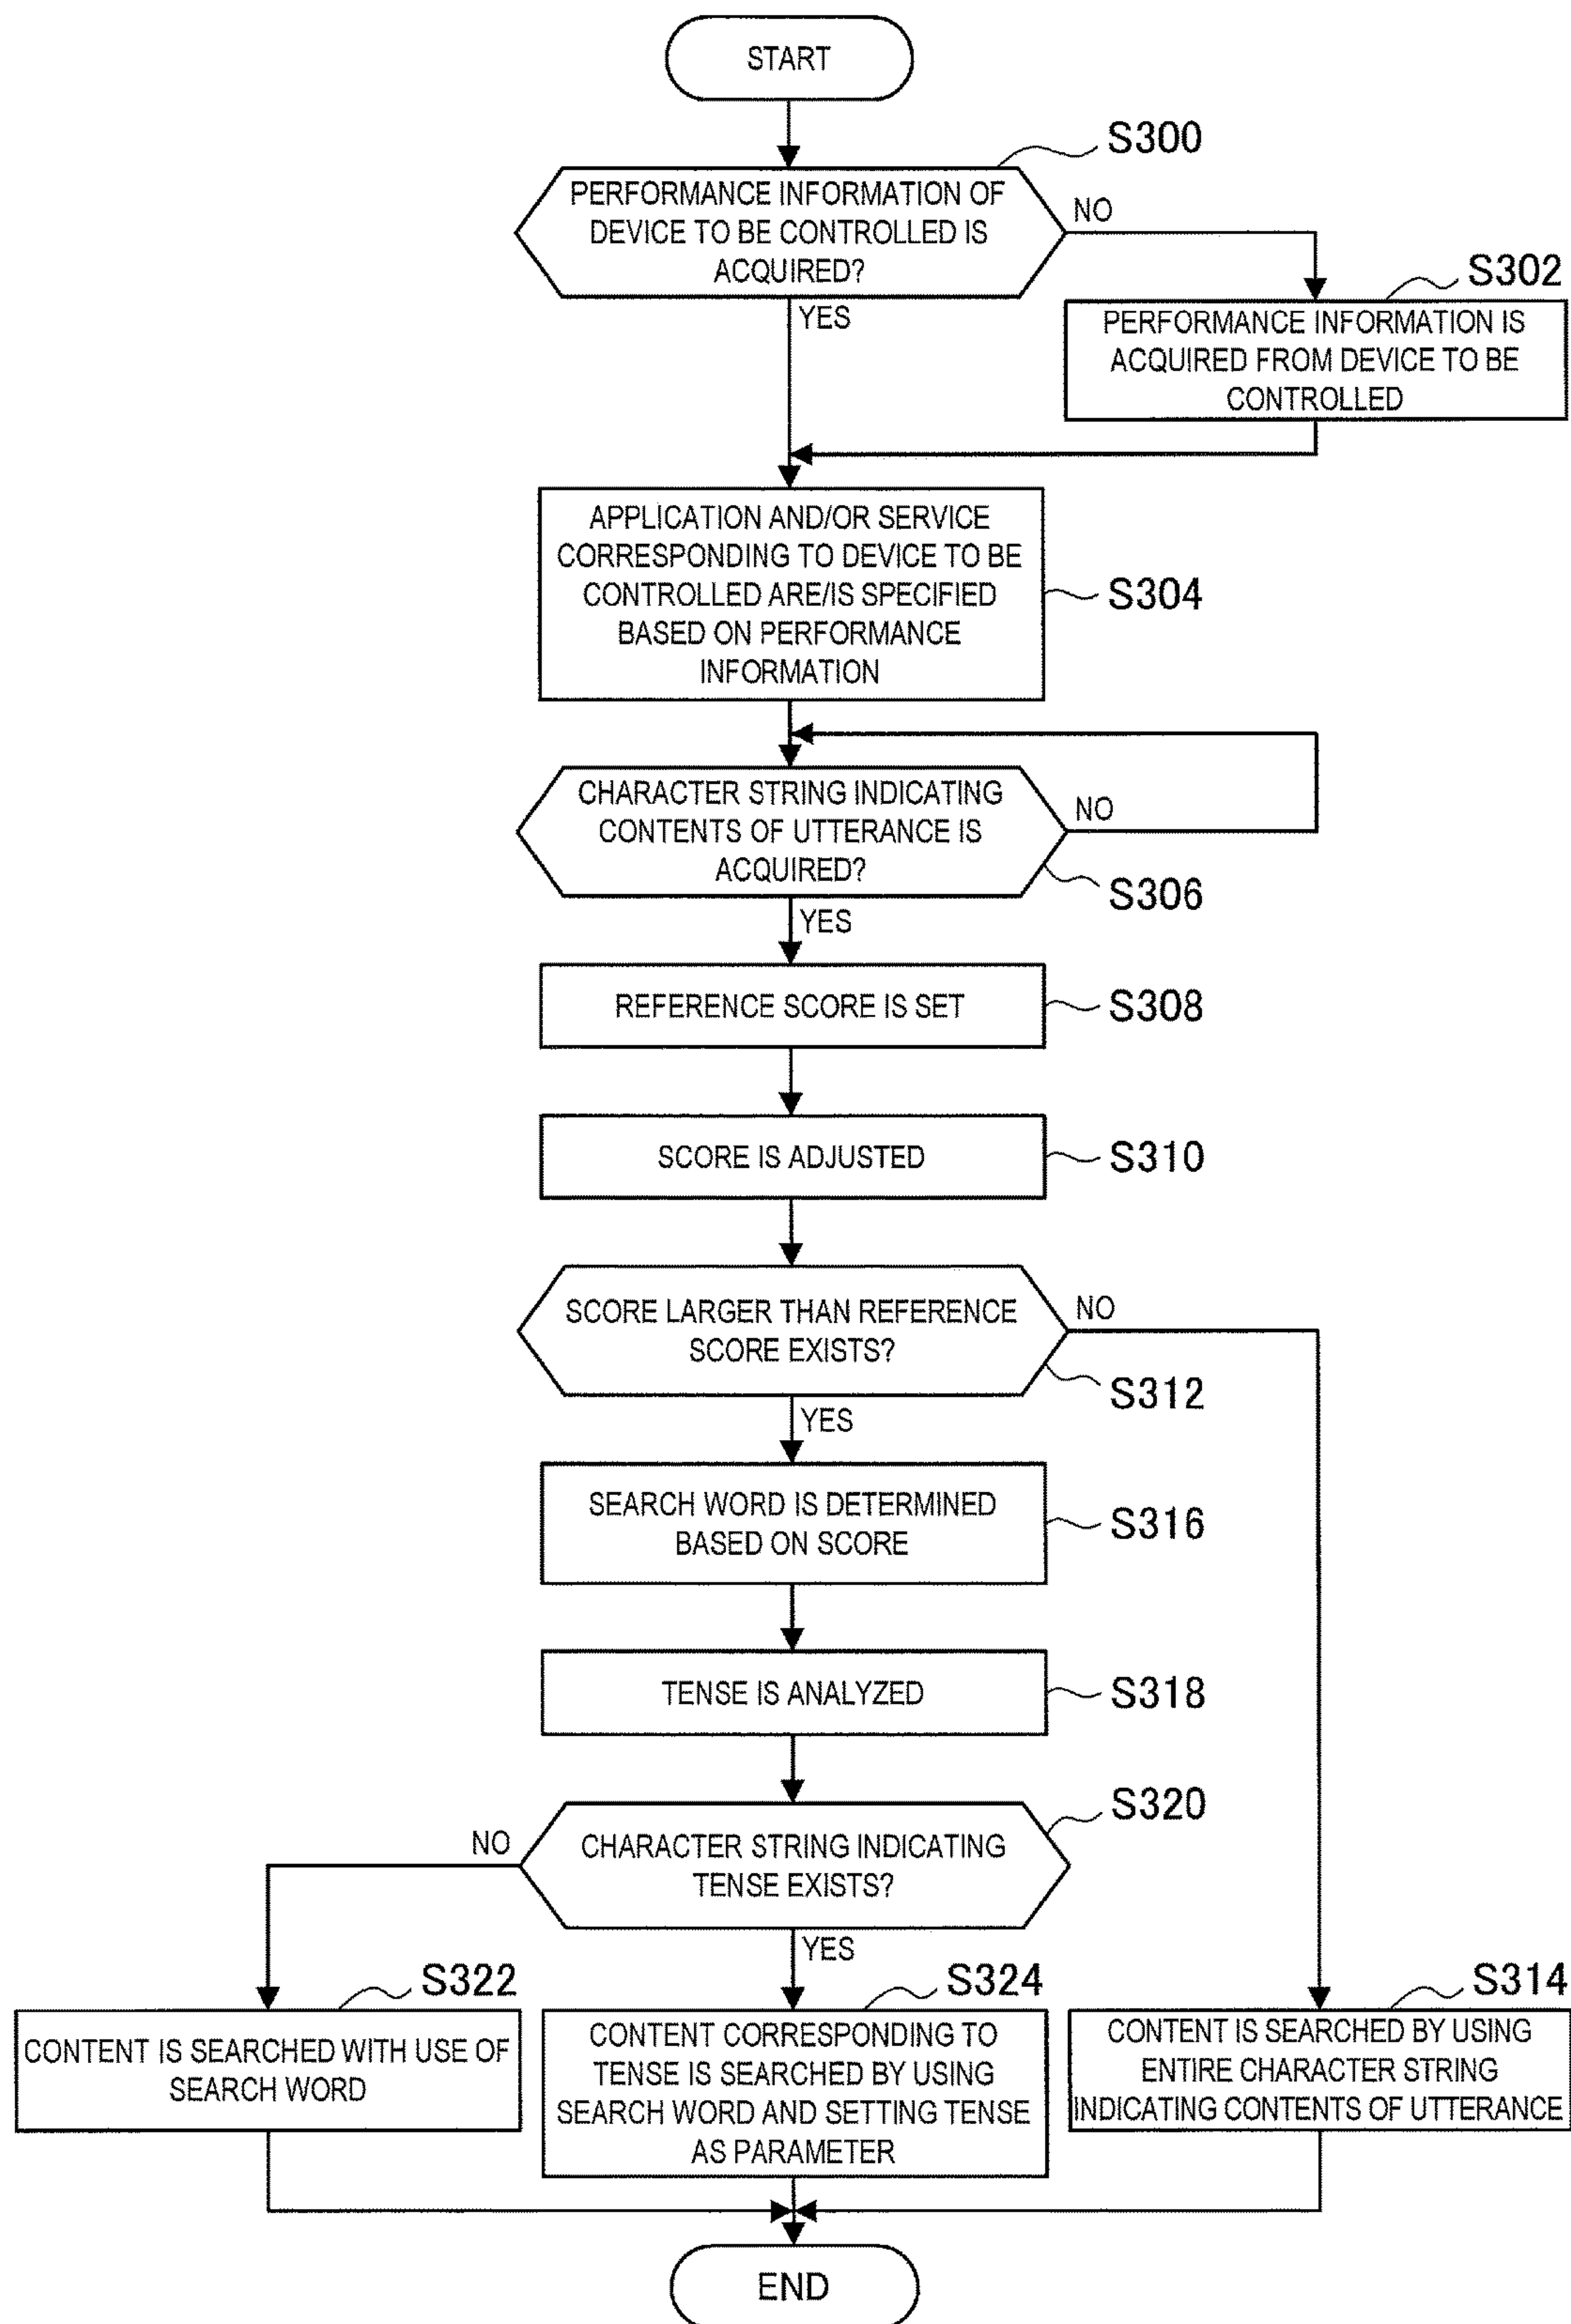 START
S300
PERFORMANCE INFORMATION OF
DEVICE TO BE CONTROLLED IS
ACQUIRED?
NO
YES
S302
PERFORMANCE INFORMATION IS
ACQUIRED FROM DEVICE TO BE
CONTROLLED
APPLICATION AND/OR SERVICE
CORRESPONDING TO DEVICE TO BE
CONTROLLED ARE/IS SPECIFIED
BASED ON PERFORMANCE
INFORMATION
S304
CHARACTER STRING INDICATING
CONTENTS OF UTTERANCE IS
ACQUIRED?
NO
S306
YES
REFERENCE SCORE IS SET
S308
SCORE IS ADJUSTED
S310
SCORE LARGER THAN REFERENCE
SCORE EXISTS?
NO
S312
YES
SEARCH WORD IS DETERMINED
BASED ON SCORE
S316
TENSE IS ANALYZED
S318
S320
NO
CHARACTER STRING INDICATING
TENSE EXISTS?
YES
S322
CONTENT IS SEARCHED WITH USE OF
SEARCH WORD
S324
CONTENT CORRESPONDING TO
TENSE IS SEARCHED BY USING
SEARCH WORD AND SETTING TENSE
AS PARAMETER
S314
CONTENT IS SEARCHED BY USING
ENTIRE CHARACTER STRING
INDICATING CONTENTS OF UTTERANCE
END